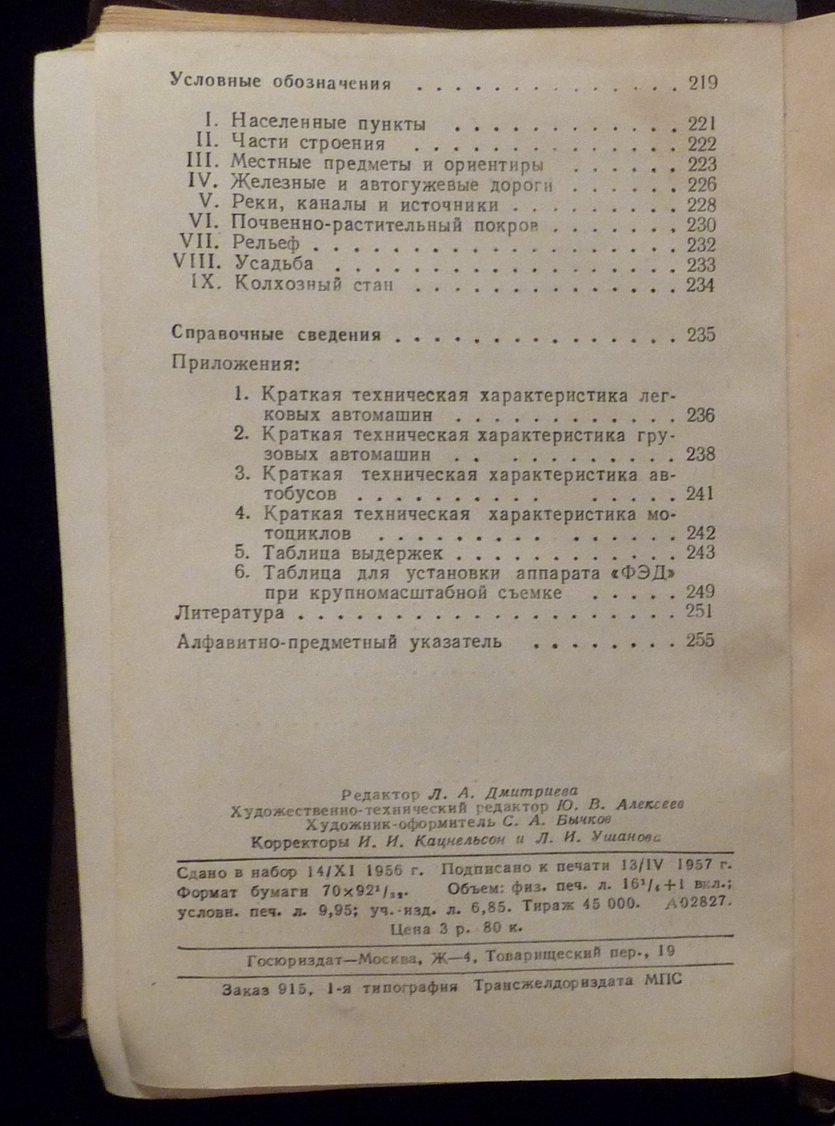 Условные обозначения . . . . . . . . . . . . . . 219
I. Населенные пункты . . . . . . . . . . . . 221
II. Части строения . . . . . . . . . . . . . . 222
III. Местные предметы и ориентиры . . . . . . 223
IV. Железные и автогужевые дороги . . . . . . 226
V. Реки, каналы и источники . . . . . . . . . 228
VI. Почвенно-растительный покров . . . . . . . 230
VII. Рельеф . . . . . . . . . . . . . . . . . . . 232
VIII. Усадьба . . . . . . . . . . . . . . . . . . 233
IX. Колхозный стан . . . . . . . . . . . . . . 234
Справочные сведения . . . . . . . . . . . . . . . 235
Приложения:
1. Краткая техническая характеристика лег-
ковых автомашин . . . . . . . . . . . . 236
2. Краткая техническая характеристика гру-
зовых автомашин . . . . . . . . . . . 238
3. Краткая техническая характеристика ав-
тобусов . . . . . . . . . . . . . . . 241
4. Краткая техническая характеристика мо-
тоциклов . . . . . . . . . . . . . . . 242
5. Таблица выдержек . . . . . . . . . . . . 243
6. Таблица для установки аппарата «ФЭД»
при крупномасштабной съемке . . . . . 249
Литература . . . . . . . . . . . . . . . . . . . . 251
Алфавитно-предметный указатель . . . . . . . . 255
Редактор Л. А. Дмитриева
Художественно-технический редактор Ю. В. Алексеев
Художник-оформитель С. А. Бычков
Корректоры И. И. Кацнельсон и Л. И. Ушанова
Сдано в набор 14/XI 1956 г. Подписано к печати 13/IV 1957 г.
Формат бумаги 70×92¹/₃₂. Объем: физ. печ. л. 16¹/₄+1 вкл.;
условн. печ. л. 9,95; уч.-изд. л. 6,85. Тираж 45 000. А02827.
Цена 3 р. 80 к.
Госюриздат—Москва, Ж—4, Товарищеский пер., 19
Заказ 915. 1-я типография Трансжелдориздата МПС